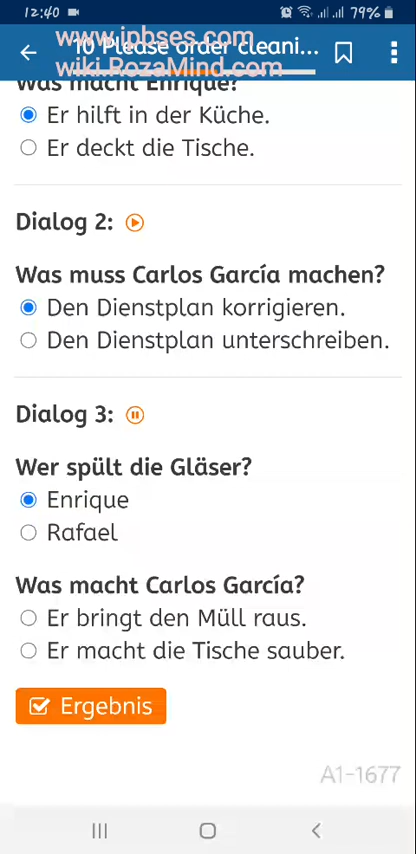 12:40
79%
www.ipbses.com
10 Please order cleani...
wiki.RozaMind.com
Was macht Enrique?
Er hilft in der Küche.
Er deckt die Tische.
Dialog 2:
Was muss Carlos García machen?
Den Dienstplan korrigieren.
Den Dienstplan unterschreiben.
Dialog 3:
Wer spült die Gläser?
Enrique
Rafael
Was macht Carlos García?
Er bringt den Müll raus.
Er macht die Tische sauber.
Ergebnis
A1-1677